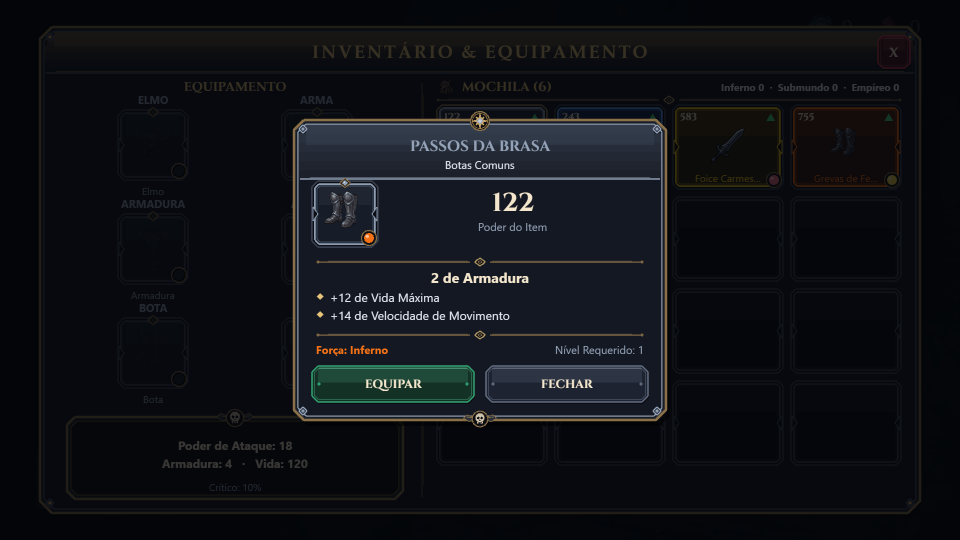 INVENTÁRIO & EQUIPAMENTO
X
EQUIPAMENTO
ELMO
ARMA
Elmo
ARMADURA
Armadura
BOTA
Bota
Poder de Ataque: 18
Armadura: 4 · Vida: 120
Crítico: 10%
MOCHILA (6)
Inferno 0 · Submundo 0 · Empíreo 0
122
243
583
Foice Carmes...
755
Grevas de Fe...
PASSOS DA BRASA
Botas Comuns
122
Poder do Item
2 de Armadura
+12 de Vida Máxima
+14 de Velocidade de Movimento
Força: Inferno
Nível Requerido: 1
EQUIPAR
FECHAR